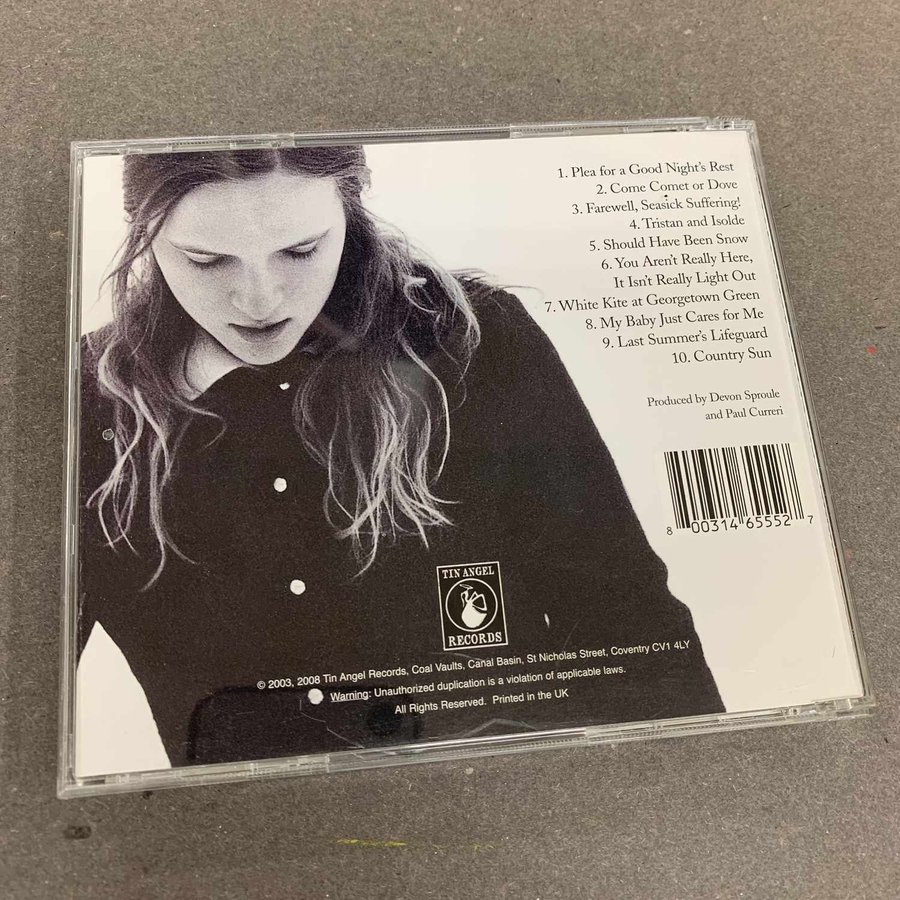 1. Plea for a Good Night's Rest
2. Come Comet or Dove
3. Farewell, Seasick Suffering!
4. Tristan and Isolde
5. Should Have Been Snow
6. You Aren't Really Here,
It Isn't Really Light Out
7. White Kite at Georgetown Green
8. My Baby Just Cares for Me
9. Last Summer's Lifeguard
10. Country Sun
Produced by Devon Sproule
and Paul Curreri
8 00314 65552 7
TIN ANGEL
RECORDS
© 2003, 2008 Tin Angel Records, Coal Vaults, Canal Basin, St Nicholas Street, Coventry CV1 4LY
Warning: Unauthorized duplication is a violation of applicable laws.
All Rights Reserved. Printed in the UK